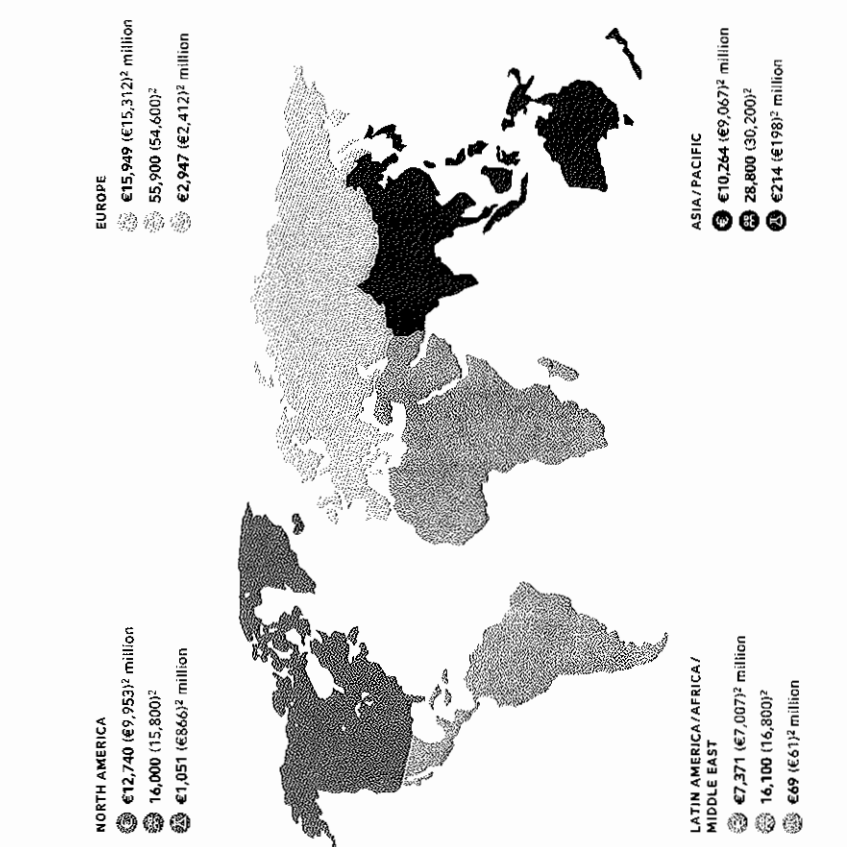 NORTH AMERICA
€12,740 (€9,953)² million
16,000 (15,800)²
€1,051 (€866)² million
EUROPE
€15,949 (€15,312)² million
55,900 (54,600)²
€2,947 (€2,412)² million
LATIN AMERICA/AFRICA/
MIDDLE EAST
€7,371 (€7,007)² million
16,100 (16,800)²
€69 (€61)² million
ASIA/PACIFIC
€10,264 (€9,067)² million
28,800 (30,200)²
€214 (€198)² million